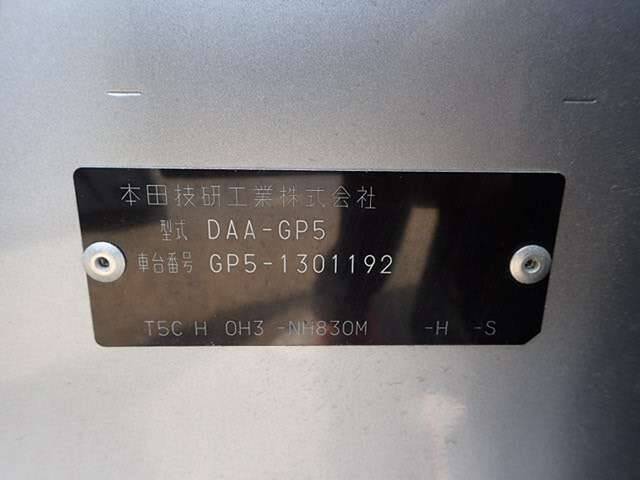 本田技研工業株式会社
型式 DAA-GP5
車台番号 GP5-1301192
T5C H OH3 -NH830M -H -S